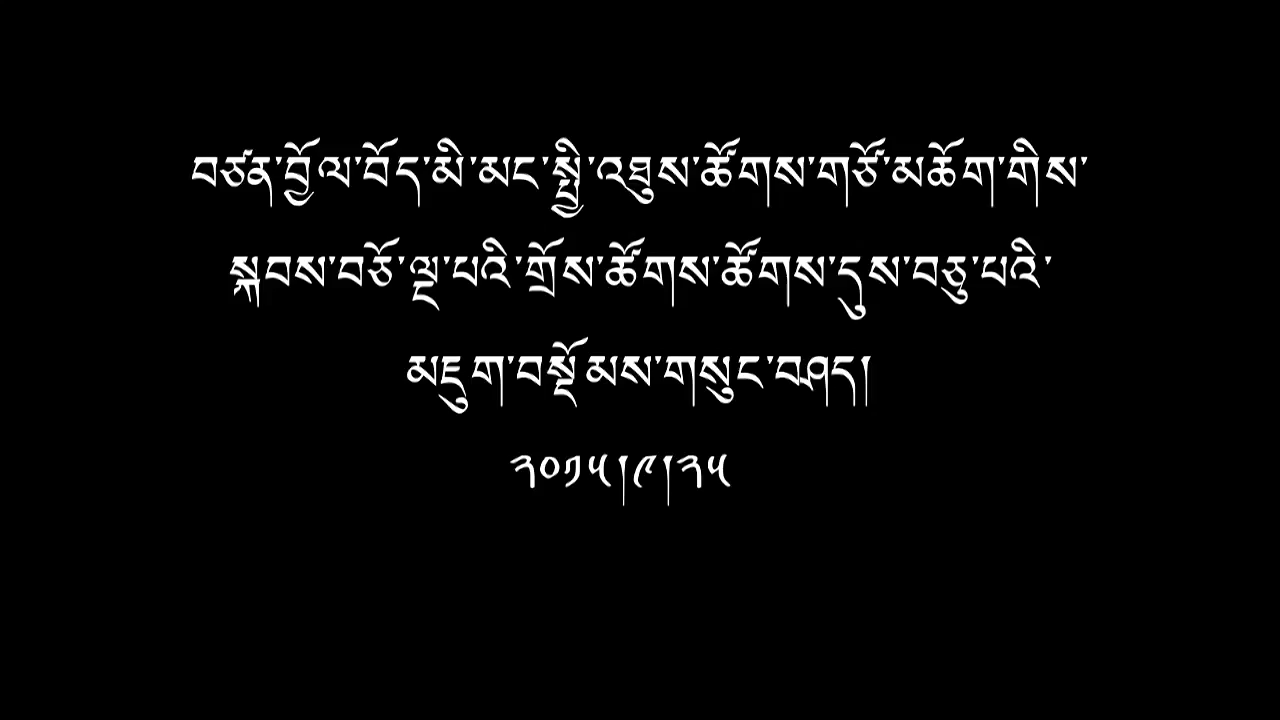 བཙན་བྱོལ་བོད་མི་མང་སྤྱི་འཐུས་ཚོགས་གཙོ་མཆོག་གིས་
སྐབས་བཅོ་ལྔ་པའི་གྲོས་ཚོགས་ཚོགས་དུས་བཅུ་པའི་
མཇུག་བསྡོམས་གསུང་བཤད།
༢༠༡༥།༩།༢༥